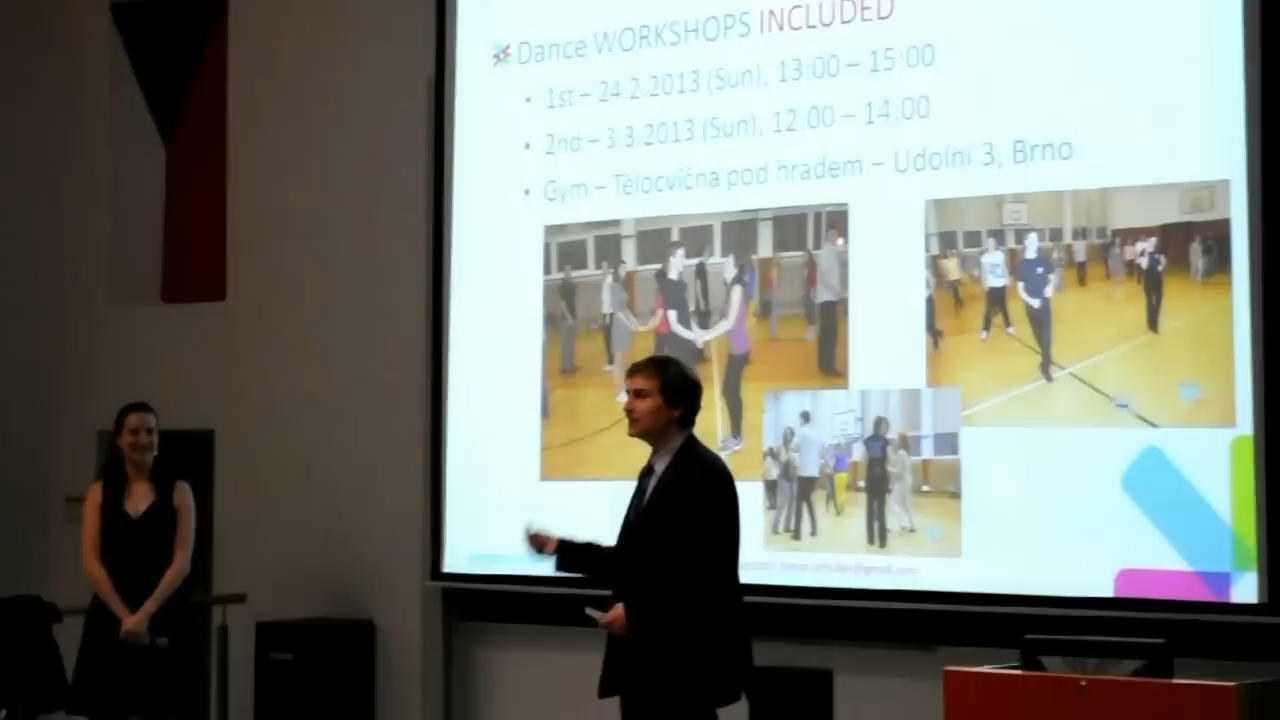 Dance WORKSHOPS INCLUDED
• 1st – 24.2.2013 (Sun), 13:00 – 15:00
• 2nd – 3.3.2013 (Sun), 12:00 – 14:00
• Gym – Tělocvična pod hradem – Udolni 3, Brno